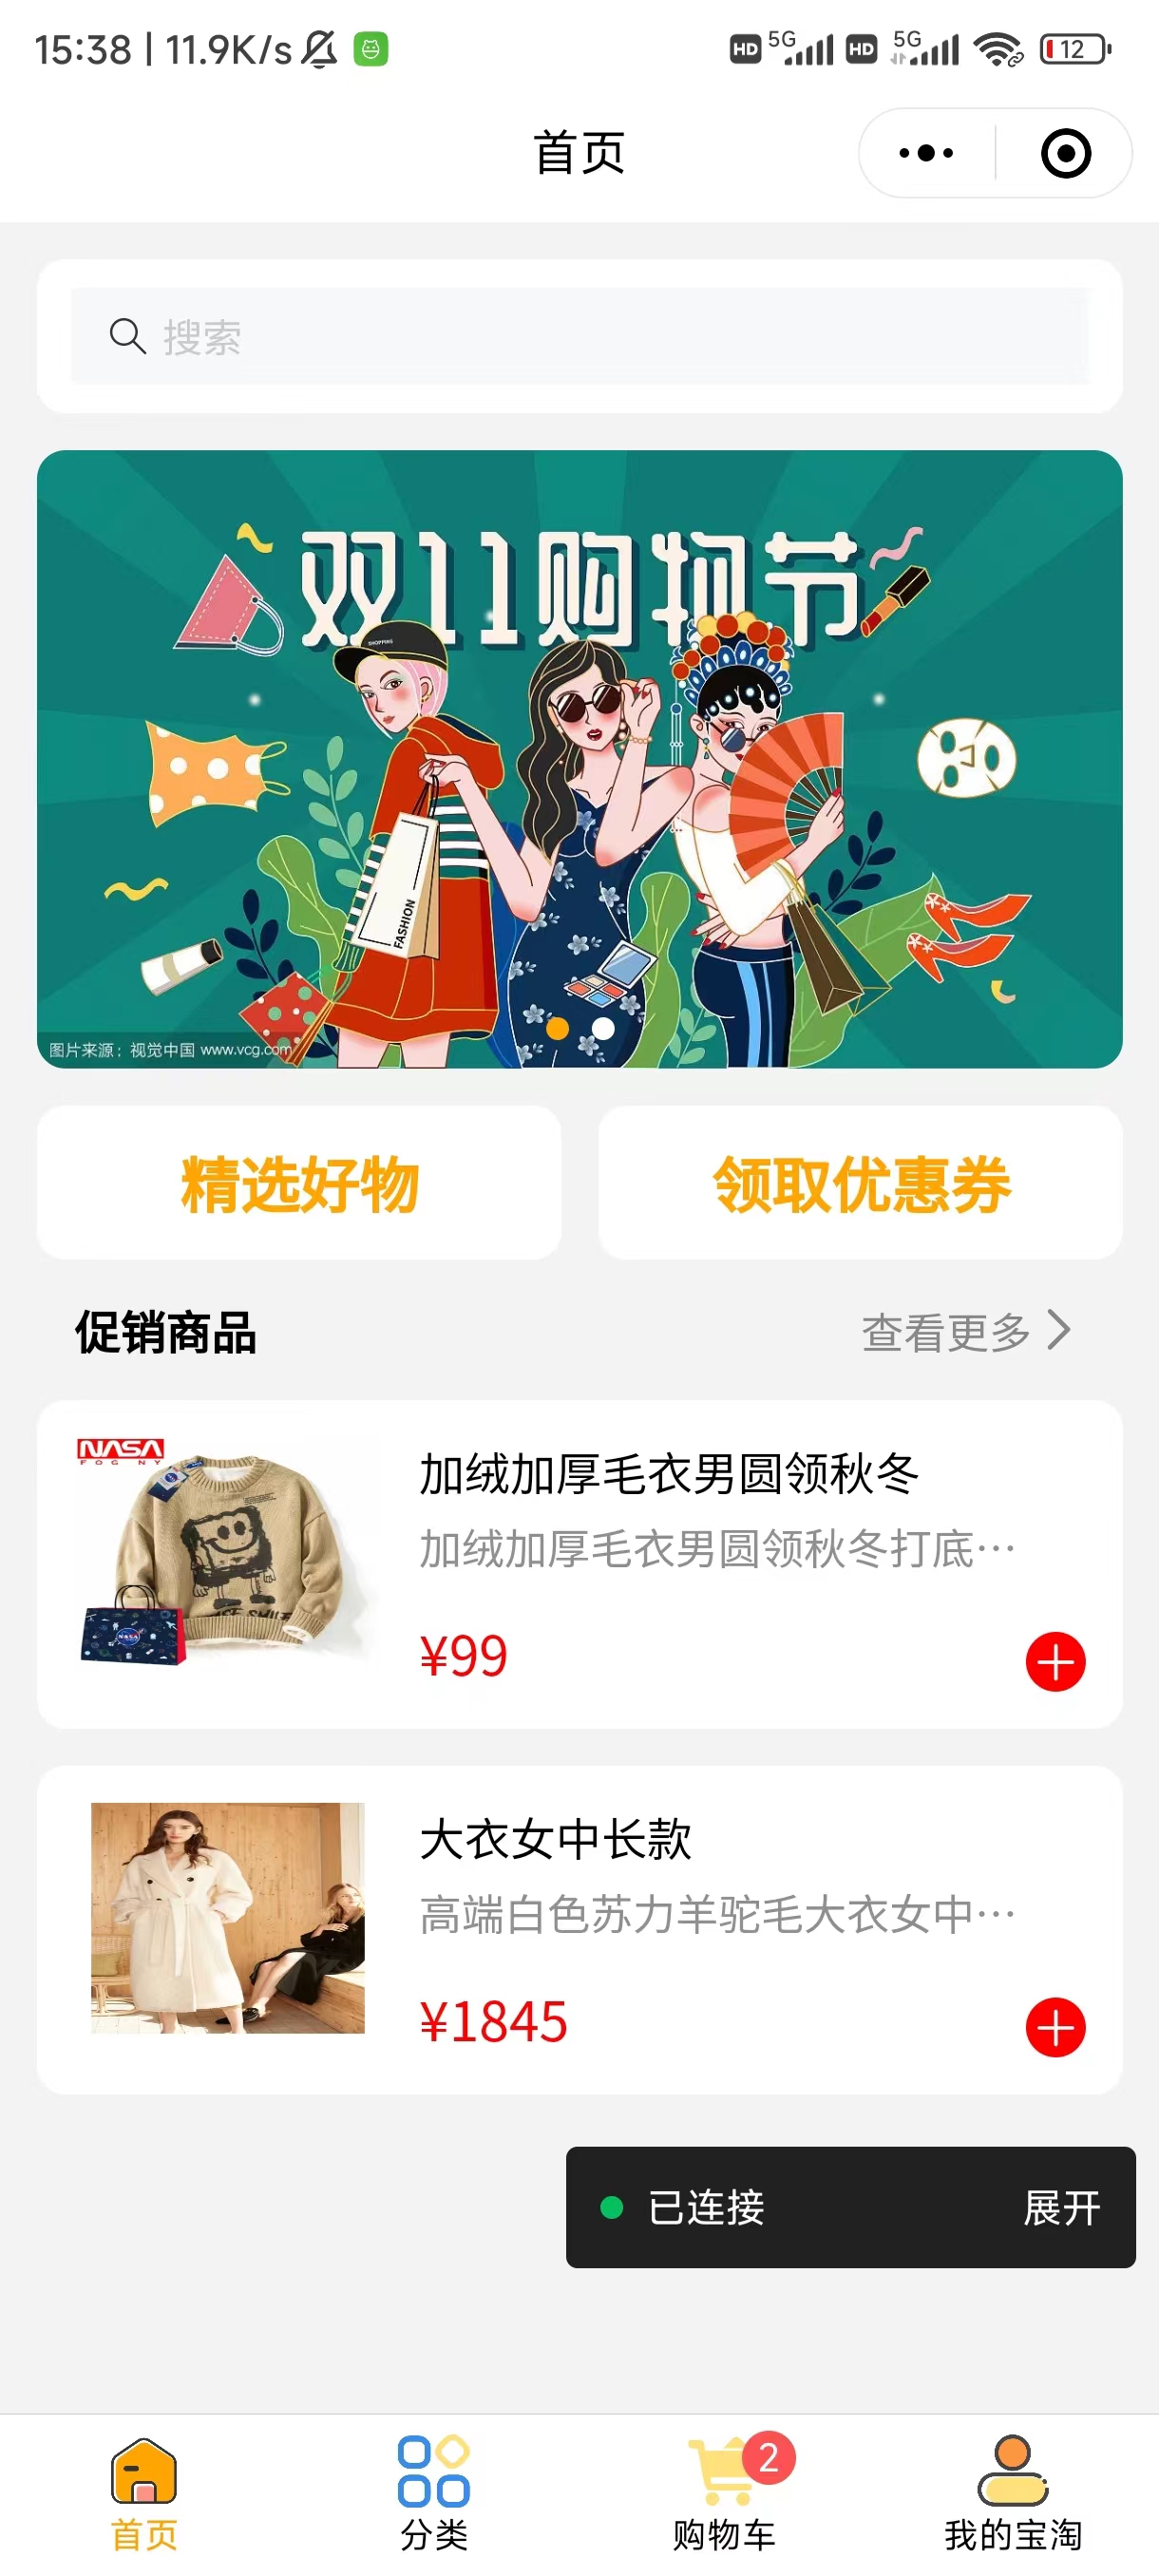 15:38 | 11.9K/s HD 5G HD 5G 12
首页
搜索
双11购物节
SHOPPING
FASHION
图片来源：视觉中国 www.vcg.com
精选好物 领取优惠券
促销商品 查看更多
NASA
FOG NY
加绒加厚毛衣男圆领秋冬
加绒加厚毛衣男圆领秋冬打底…
¥99
大衣女中长款
高端白色苏力羊驼毛大衣女中…
¥1845
已连接 展开
2
首页 分类 购物车 我的宝淘